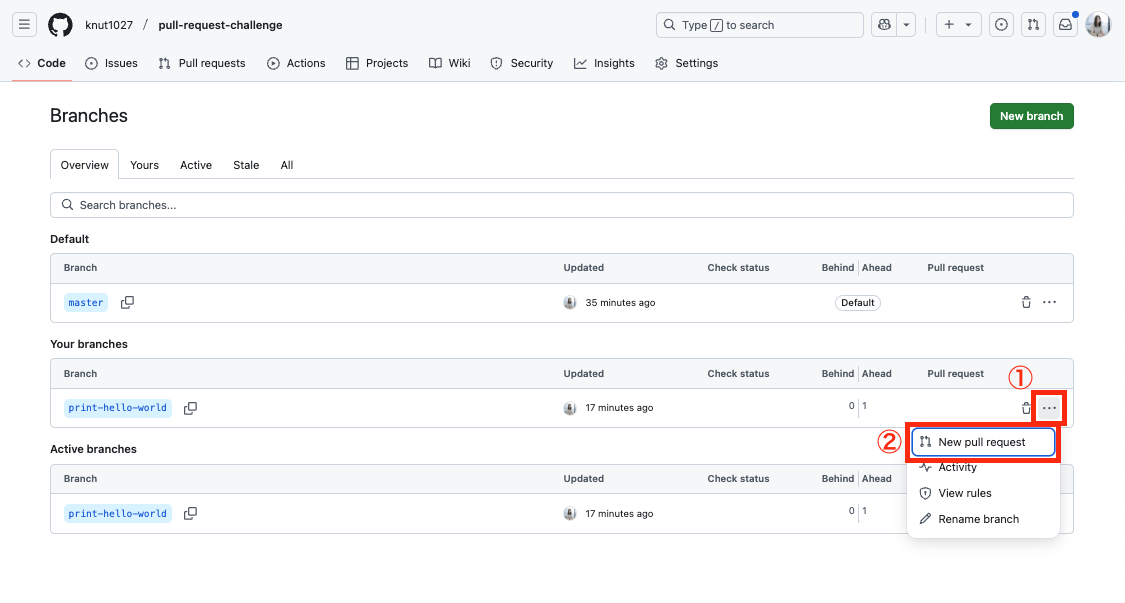 knut1027 / pull-request-challenge
Type / to search
Code Issues Pull requests Actions Projects Wiki Security Insights Settings
Branches
New branch
Overview Yours Active Stale All
Search branches...
Default
Branch Updated Check status Behind Ahead Pull request
master 35 minutes ago Default
Your branches
Branch Updated Check status Behind Ahead Pull request
①
print-hello-world 17 minutes ago 0 1
② New pull request
Active branches
Activity
Branch Updated Check status Behind Ahead
View rules
print-hello-world 17 minutes ago 0 1
Rename branch